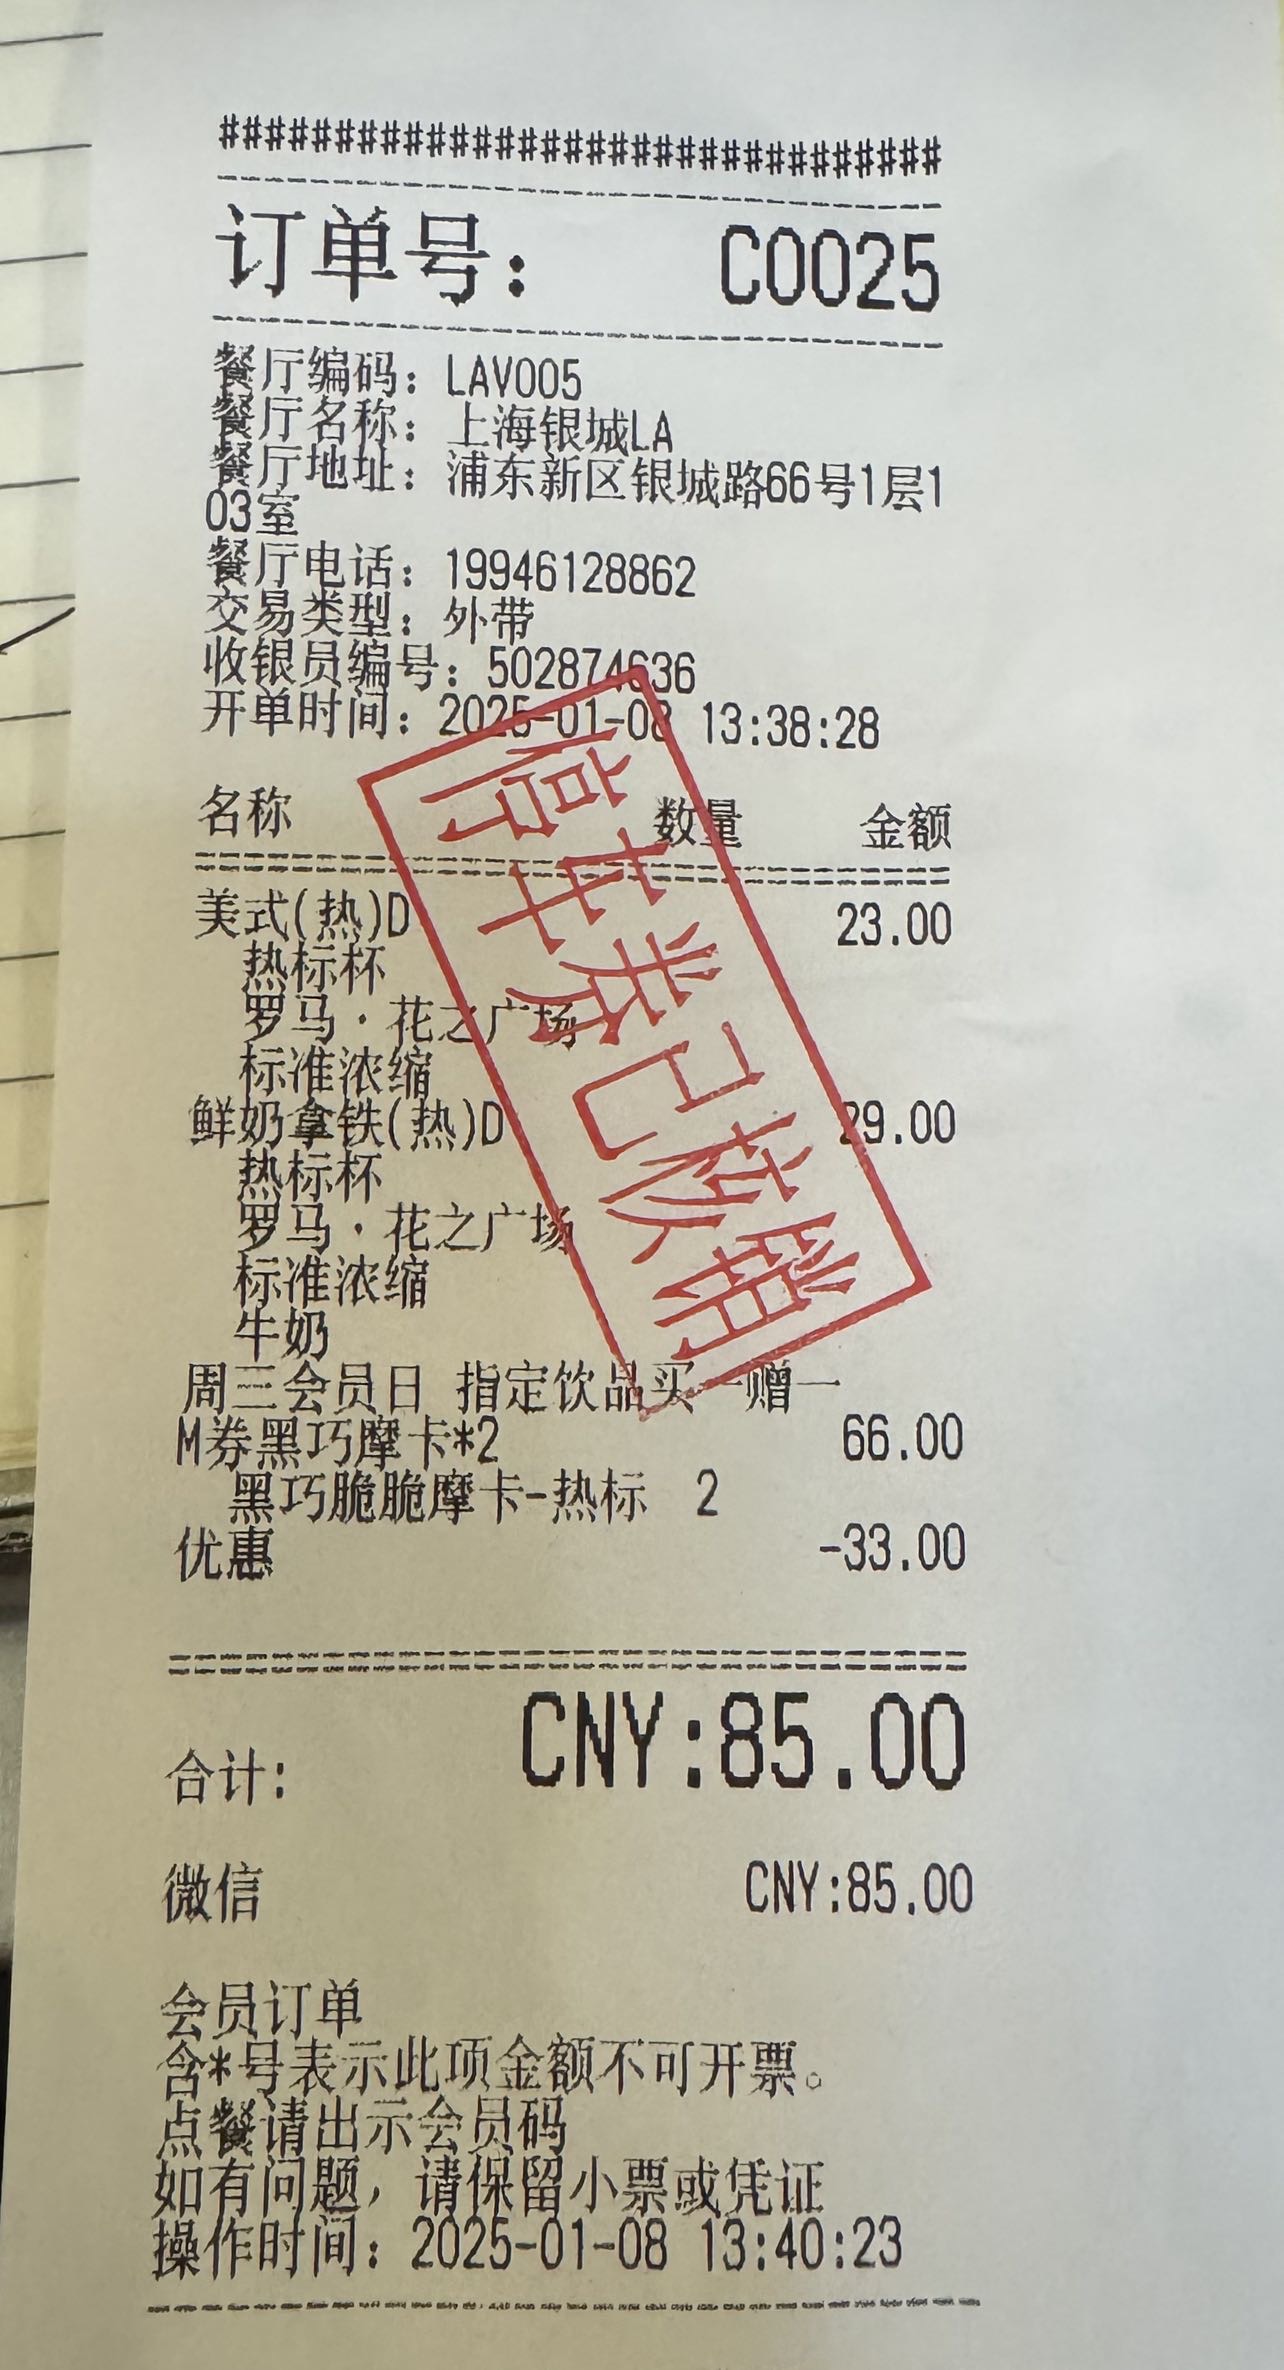 ###############################
订单号： C0025
餐厅编码：LAV005
餐厅名称：上海银城LA
餐厅地址：浦东新区银城路66号1层1
03室
餐厅电话：19946128862
交易类型：外带
收银员编号：502874636
开单时间：2025-01-08 13:38:28
名称 数量 金额
美式(热)D 23.00
热标杯
罗马·花之广场
标准浓缩
鲜奶拿铁(热)D 29.00
热标杯
罗马·花之广场
标准浓缩
牛奶
周三会员日 指定饮品买一赠一
M券黑巧摩卡*2 66.00
黑巧脆脆摩卡-热标 2
优惠 -33.00
合计： CNY:85.00
微信 CNY:85.00
会员订单
含*号表示此项金额不可开票。
点餐请出示会员码
如有问题，请保留小票或凭证
操作时间：2025-01-08 13:40:23
停车券已核销